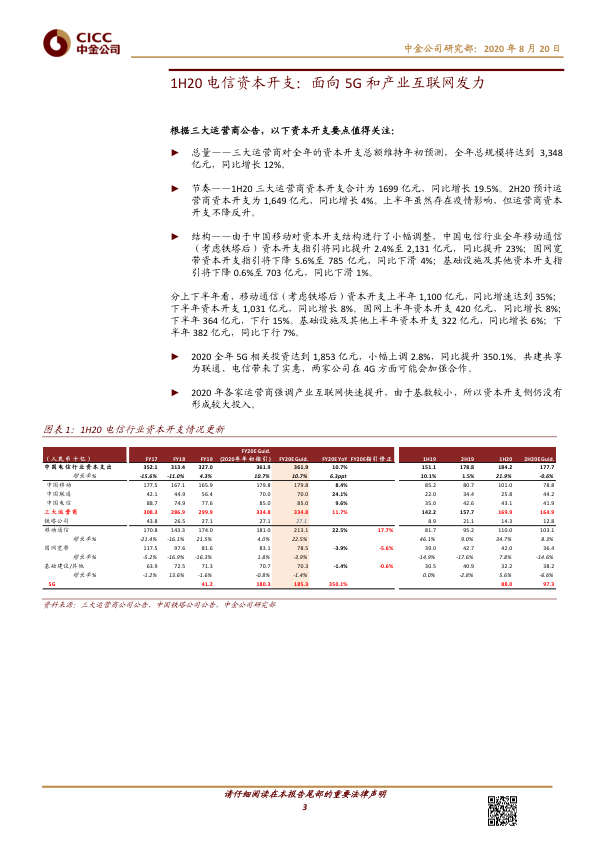 CICC
中金公司
中金公司研究部：2020 年 8 月 20 日
1H20 电信资本开支：面向 5G 和产业互联网发力
根据三大运营商公告，以下资本开支要点值得关注：
► 总量——三大运营商对全年的资本开支总额维持年初预测，全年总规模将达到 3,348
亿元，同比增长 12%。
► 节奏——1H20 三大运营商资本开支合计为 1699 亿元，同比增长 19.5%。2H20 预计运
营商资本开支为 1,649 亿元，同比增长 4%。上半年虽然存在疫情影响，但运营商资本
开支不降反升。
► 结构——由于中国移动对资本开支结构进行了小幅调整，中国电信行业全年移动通信
（考虑铁塔后）资本开支指引将同比提升 2.4%至 2,131 亿元，同比提升 23%；固网宽
带资本开支指引将下降 5.6%至 785 亿元，同比下滑 4%；基础设施及其他资本开支指
引将下降 0.6%至 703 亿元，同比下滑 1%。
分上下半年看，移动通信（考虑铁塔后）资本开支上半年 1,100 亿元，同比增速达到 35%；
下半年资本开支 1,031 亿元，同比增长 8%。固网上半年资本开支 420 亿元，同比增长 8%；
下半年 364 亿元，下行 15%。基础设施及其他上半年资本开支 322 亿元，同比增长 6%；下
半年 382 亿元，同比下行 7%。
► 2020 全年 5G 相关投资达到 1,853 亿元，小幅上调 2.8%，同比提升 350.1%。共建共享
为联通、电信带来了实惠，两家公司在 4G 方面可能会加强合作。
► 2020 年各家运营商强调产业互联网快速提升，由于基数较小，所以资本开支侧仍没有
形成较大投入。
图表 1：1H20 电信行业资本开支情况更新
FY20E Guid.
（人民币十亿） FY17 FY18 FY19 (2020年年初指引) FY20E Guid. FY20E YoY FY20E指引修正 1H19 2H19 1H20 2H20E Guid.
中国电信行业资本支出 352.1 313.4 327.0 361.9 361.9 10.7% 151.1 178.8 184.2 177.7
增长率% -15.6% -11.0% 4.3% 10.7% 10.7% 6.3ppt 10.1% 1.5% 21.9% -0.6%
中国移动 177.5 167.1 165.9 179.8 179.8 8.4% 85.2 80.7 101.0 78.8
中国联通 42.1 44.9 56.4 70.0 70.0 24.1% 22.0 34.4 25.8 44.2
中国电信 88.7 74.9 77.6 85.0 85.0 9.6% 35.0 42.6 43.1 41.9
三大运营商 308.3 286.9 299.9 334.8 334.8 11.7% 142.2 157.7 169.9 164.9
铁塔公司 43.8 26.5 27.1 27.1 27.1 8.9 21.1 14.3 12.8
移动通信 170.8 143.3 174.0 181.0 213.1 22.5% 17.7% 81.7 95.2 110.0 103.1
增长率% -21.4% -16.1% 21.5% 4.0% 22.5% 46.1% 9.0% 34.7% 8.3%
固网宽带 117.5 97.6 81.6 83.1 78.5 -3.9% -5.6% 39.0 42.7 42.0 36.4
增长率% -5.2% -16.9% -16.3% 1.8% -3.9% -14.9% -17.6% 7.8% -14.6%
基础建设/其他 63.9 72.5 71.3 70.7 70.3 -1.4% -0.6% 30.5 40.9 32.2 38.2
增长率% -1.2% 13.6% -1.6% -0.8% -1.4% 0.0% -2.8% 5.6% -6.6%
5G 41.2 180.3 185.3 350.1% 88.0 97.3
资料来源：三大运营商公司公告，中国铁塔公司公告，中金公司研究部
请仔细阅读在本报告尾部的重要法律声明
3